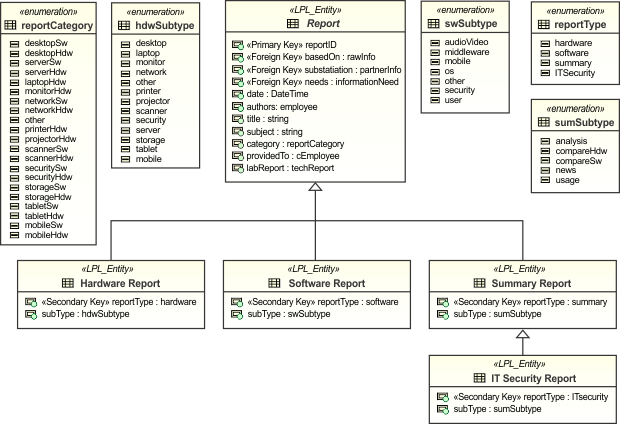 «enumeration»
reportCategory
desktopSw
desktopHdw
serverSw
serverHdw
laptopHdw
monitorHdw
networkSw
networkHdw
other
printerHdw
projectorHdw
scannerSw
scannerHdw
securitySw
securityHdw
storageSw
storageHdw
tabletSw
tabletHdw
mobileSw
mobileHdw
«enumeration»
hdwSubtype
desktop
laptop
monitor
network
other
printer
projector
scanner
security
server
storage
tablet
mobile
«LPL_Entity»
Report
«Primary Key» reportID
«Foreign Key» basedOn : rawInfo
«Foreign Key» substatiation : partnerInfo
«Foreign Key» needs : informationNeed
date : DateTime
authors: employee
title : string
subject : string
category : reportCategory
providedTo : cEmployee
labReport : techReport
«enumeration»
swSubtype
audioVideo
middleware
mobile
os
other
security
user
«enumeration»
reportType
hardware
software
summary
ITSecurity
«enumeration»
sumSubtype
analysis
compareHdw
compareSw
news
usage
«LPL_Entity»
Hardware Report
«Secondary Key» reportType : hardware
subType : hdwSubtype
«LPL_Entity»
Software Report
«Secondary Key» reportType : software
subType : swSubtype
«LPL_Entity»
Summary Report
«Secondary Key» reportType : summary
subType : sumSubtype
«LPL_Entity»
IT Security Report
«Secondary Key» reportType : ITsecurity
subType : sumSubtype